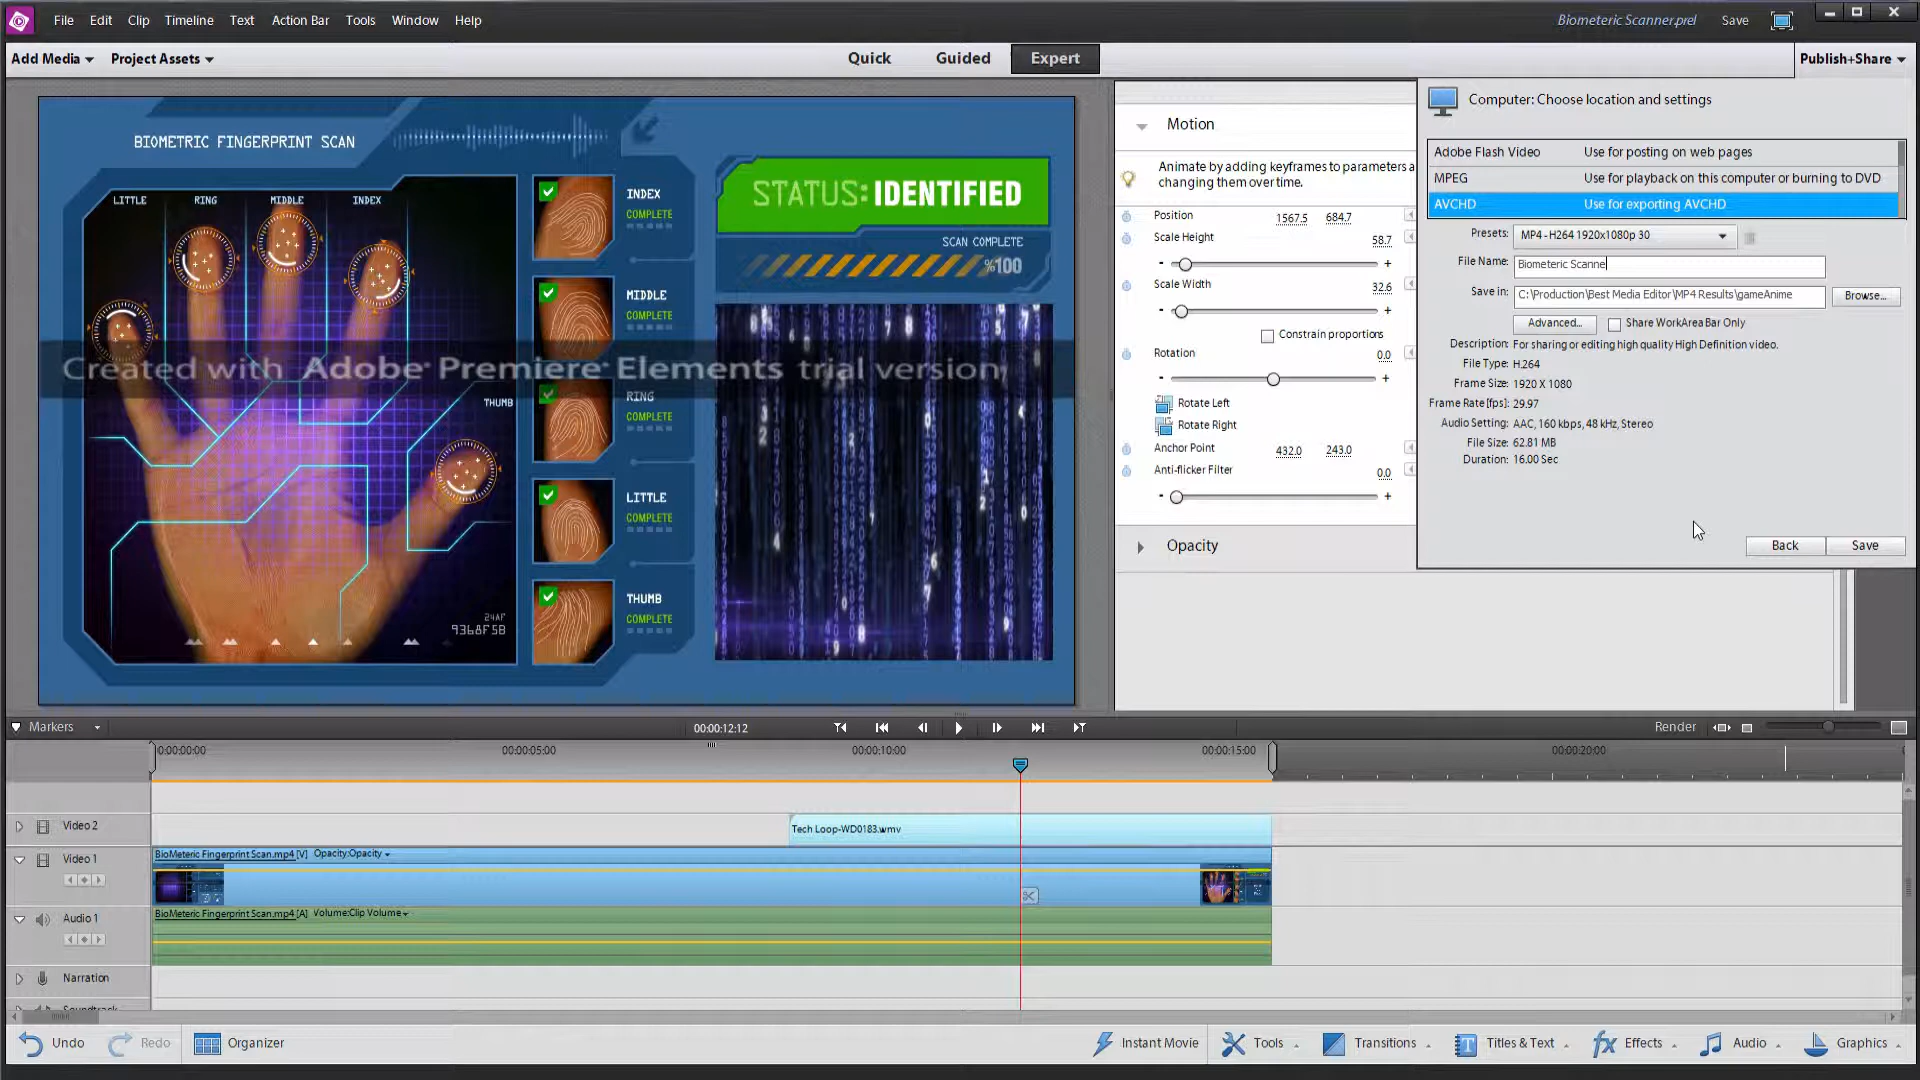 File Edit Clip Timeline Text Action Bar Tools Window Help
Biometeric Scanner.prel Save
Add Media Project Assets
Quick Guided Expert
Publish+Share
BIOMETRIC FINGERPRINT SCAN
LITTLE RING MIDDLE INDEX
THUMB
24AF
9368F5B
INDEX
COMPLETE
MIDDLE
COMPLETE
RING
COMPLETE
LITTLE
COMPLETE
THUMB
COMPLETE
STATUS: IDENTIFIED
SCAN COMPLETE
%100
Created with Adobe Premiere Elements trial version
Motion
Animate by adding keyframes to parameters a
changing them over time.
Position 1567.5 684.7
Scale Height 58.7
- +
Scale Width 32.6
- +
Constrain proportions
Rotation 0.0
- +
Rotate Left
Rotate Right
Anchor Point 432.0 243.0
Anti-flicker Filter 0.0
- +
Opacity
Computer: Choose location and settings
Adobe Flash Video Use for posting on web pages
MPEG Use for playback on this computer or burning to DVD
AVCHD Use for exporting AVCHD
Presets: MP4 - H264 1920x1080p 30
File Name: Biometeric Scanne
Save in: C:\Production\Best Media Editor\MP4 Results\gameAnime Browse...
Advanced... Share WorkArea Bar Only
Description: For sharing or editing high quality High Definition video.
File Type: H.264
Frame Size: 1920 X 1080
Frame Rate [fps]: 29.97
Audio Setting: AAC, 160 kbps, 48 kHz, Stereo
File Size: 62.81 MB
Duration: 16.00 Sec
Back Save
Markers
00:00:12:12
Render
0:00:00:00 00:00:05:00 00:00:10:00 00:00:15:00 00:00:20:00
Video 2
Tech Loop-WD0183.wmv
Video 1
BioMeteric Fingerprint Scan.mp4 [V] Opacity:Opacity
Audio 1
BioMeteric Fingerprint Scan.mp4 [A] Volume:Clip Volume
Narration
Soundtrack
Undo Redo Organizer
Instant Movie Tools Transitions Titles & Text Effects Audio Graphics